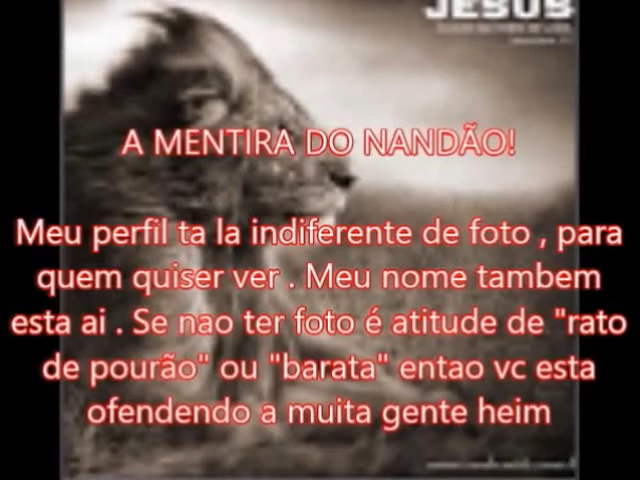 JESUS
A MENTIRA DO NANDÃO!
Meu perfil ta la indiferente de foto , para
quem quiser ver . Meu nome tambem
esta ai . Se nao ter foto é atitude de "rato
de pourão" ou "barata" entao vc esta
ofendendo a muita gente heim